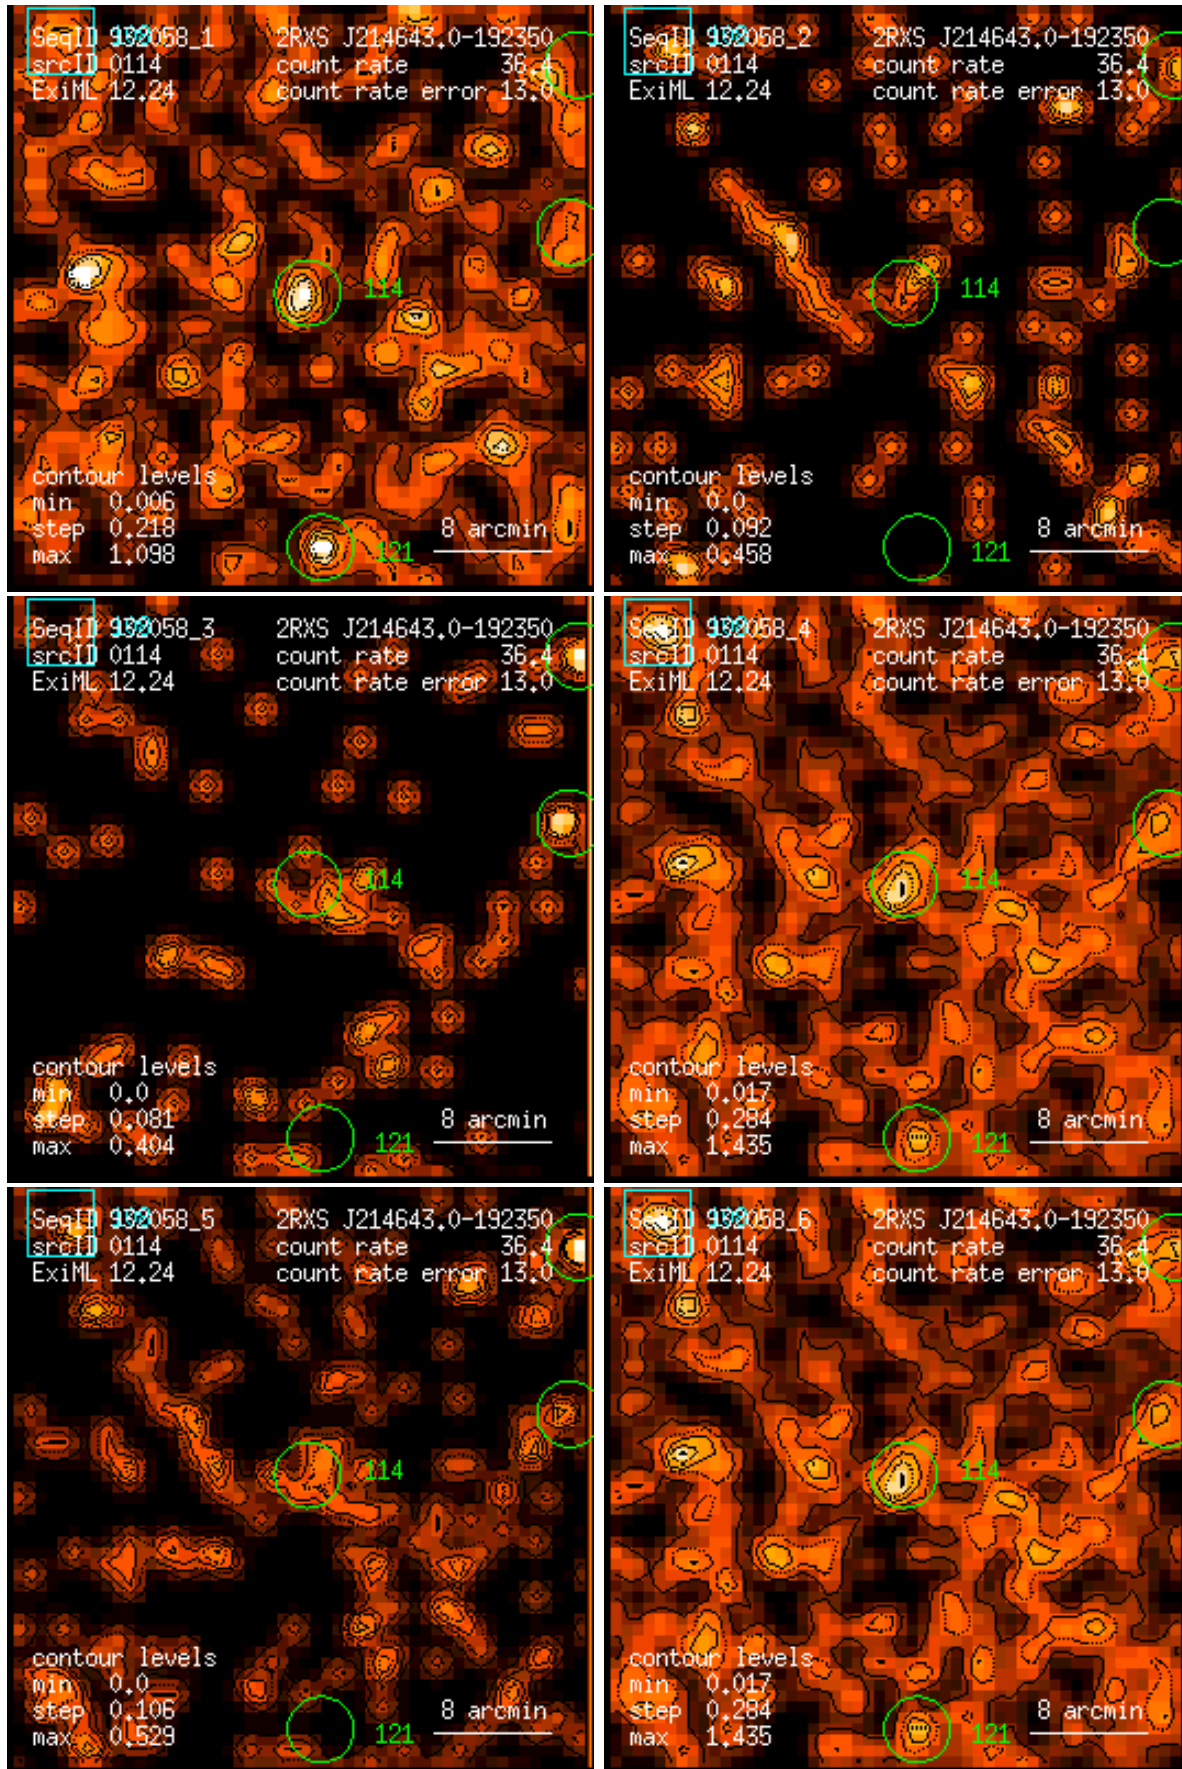 SeqID 932058_1 2RXS J214643.0-192350
srcID 0114 count rate 36.4
ExiML 12.24 count rate error 13.0
114
contour levels
min 0.006
step 0.218 8 arcmin
max 1.098 121
SeqID 932058_2 2RXS J214643.0-192350
srcID 0114 count rate 36.4
ExiML 12.24 count rate error 13.0
114
contour levels
min 0.0
step 0.092 8 arcmin
max 0.458 121
SeqID 932058_3 2RXS J214643.0-192350
srcID 0114 count rate 36.4
ExiML 12.24 count rate error 13.0
114
contour levels
min 0.0
step 0.081 8 arcmin
max 0.404 121
SeqID 932058_4 2RXS J214643.0-192350
srcID 0114 count rate 36.4
ExiML 12.24 count rate error 13.0
114
contour levels
min 0.017
step 0.284 8 arcmin
max 1.435 121
SeqID 932058_5 2RXS J214643.0-192350
srcID 0114 count rate 36.4
ExiML 12.24 count rate error 13.0
114
contour levels
min 0.0
step 0.106 8 arcmin
max 0.529 121
SeqID 932058_6 2RXS J214643.0-192350
srcID 0114 count rate 36.4
ExiML 12.24 count rate error 13.0
114
contour levels
min 0.017
step 0.284 8 arcmin
max 1.435 121